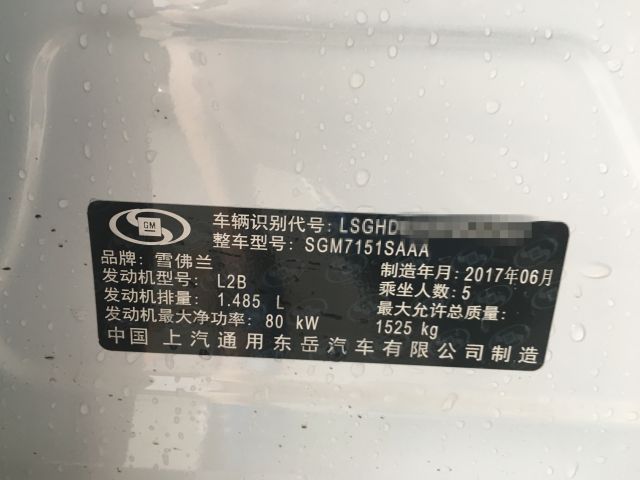 GM
车辆识别代号: LSGHD
整车型号: SGM7151SAAA
品牌: 雪佛兰
制造年月: 2017年06月
发动机型号: L2B
乘坐人数: 5
发动机排量: 1.485 L
最大允许总质量:
发动机最大净功率: 80 kW
1525 kg
中国 上汽通用东岳汽车有限公司制造